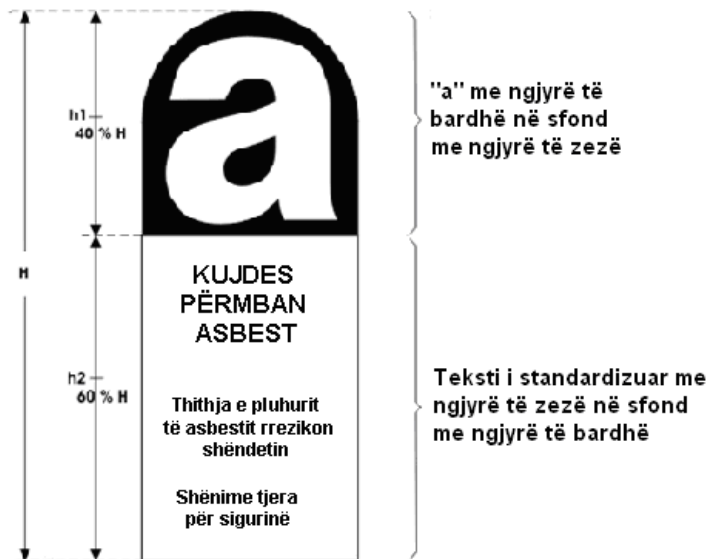 a
h1
40 % H
"a" me ngjyrë të
bardhë në sfond
me ngjyrë të zezë
H
KUJDES
PËRMBAN
ASBEST
h2
60 % H
Thithja e pluhurit
të asbestit rrezikon
shëndetin
Shënime tjera
për sigurinë
Teksti i standardizuar me
ngjyrë të zezë në sfond
me ngjyrë të bardhë